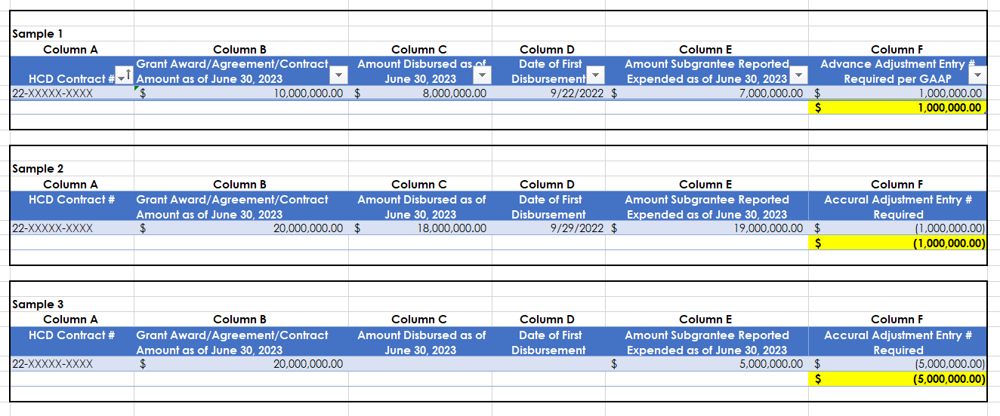 Sample 1
Column A Column B Column C Column D Column E Column F
Grant Award/Agreement/Contract Amount Disbursed as of Date of First Amount Subgrantee Reported Advance Adjustment Entry #
HCD Contract # Amount as of June 30, 2023 June 30, 2023 Disbursement Expended as of June 30, 2023 Required per GAAP
22-XXXXX-XXXX $ 10,000,000.00 $ 8,000,000.00 9/22/2022 $ 7,000,000.00 $ 1,000,000.00
$ 1,000,000.00
Sample 2
Column A Column B Column C Column D Column E Column F
HCD Contract # Grant Award/Agreement/Contract Amount Disbursed as of Date of First Amount Subgrantee Reported Accural Adjustment Entry #
Amount as of June 30, 2023 June 30, 2023 Disbursement Expended as of June 30, 2023 Required
22-XXXXX-XXXX $ 20,000,000.00 $ 18,000,000.00 9/29/2022 $ 19,000,000.00 $ (1,000,000.00)
$ (1,000,000.00)
Sample 3
Column A Column B Column C Column D Column E Column F
HCD Contract # Grant Award/Agreement/Contract Amount Disbursed as of Date of First Amount Subgrantee Reported Accural Adjustment Entry #
Amount as of June 30, 2023 June 30, 2023 Disbursement Expended as of June 30, 2023 Required
22-XXXXX-XXXX $ 20,000,000.00 $ 5,000,000.00 $ (5,000,000.00)
$ (5,000,000.00)